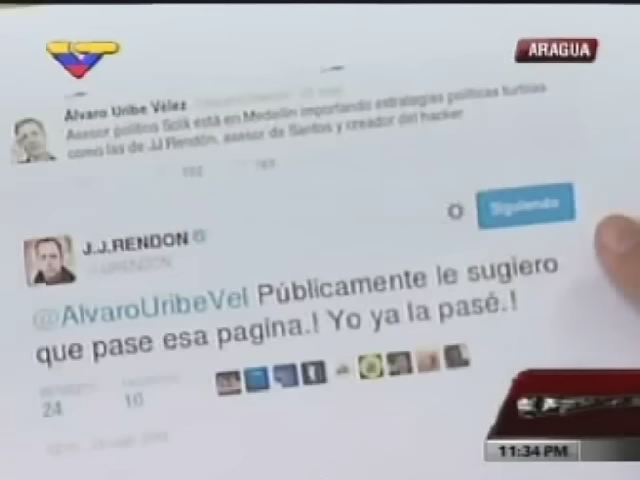 ARAGUA
Álvaro Uribe Vélez
Asesor político Solá está en Medellín importando estrategias políticas turbias
como las de JJ Rendón, asesor de Santos y creador del hacker
J.J.RENDON
JJRENDON
Siguiendo
@AlvaroUribeVel Públicamente le sugiero
que pase esa pagina.! Yo ya la pasé.!
24
10
11:34 PM